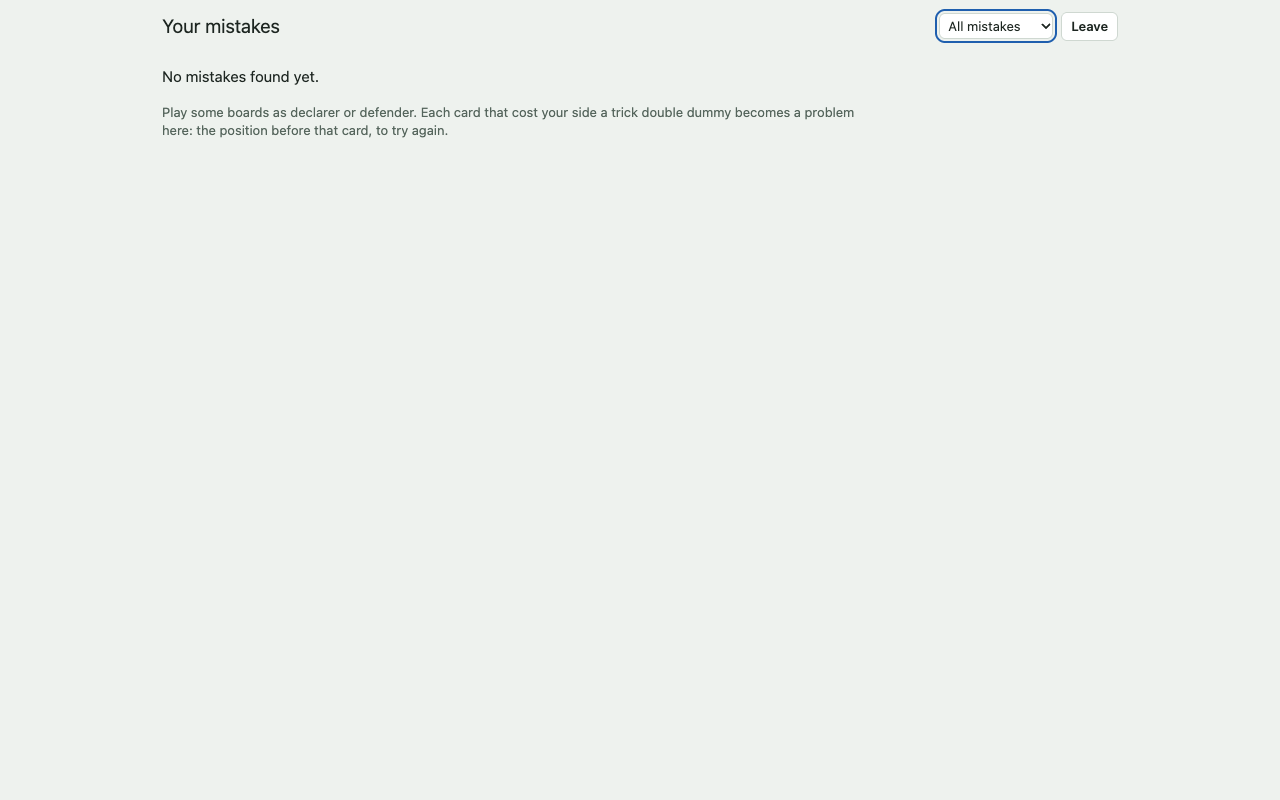 Your mistakes
All mistakes
Leave
No mistakes found yet.
Play some boards as declarer or defender. Each card that cost your side a trick double dummy becomes a problem
here: the position before that card, to try again.